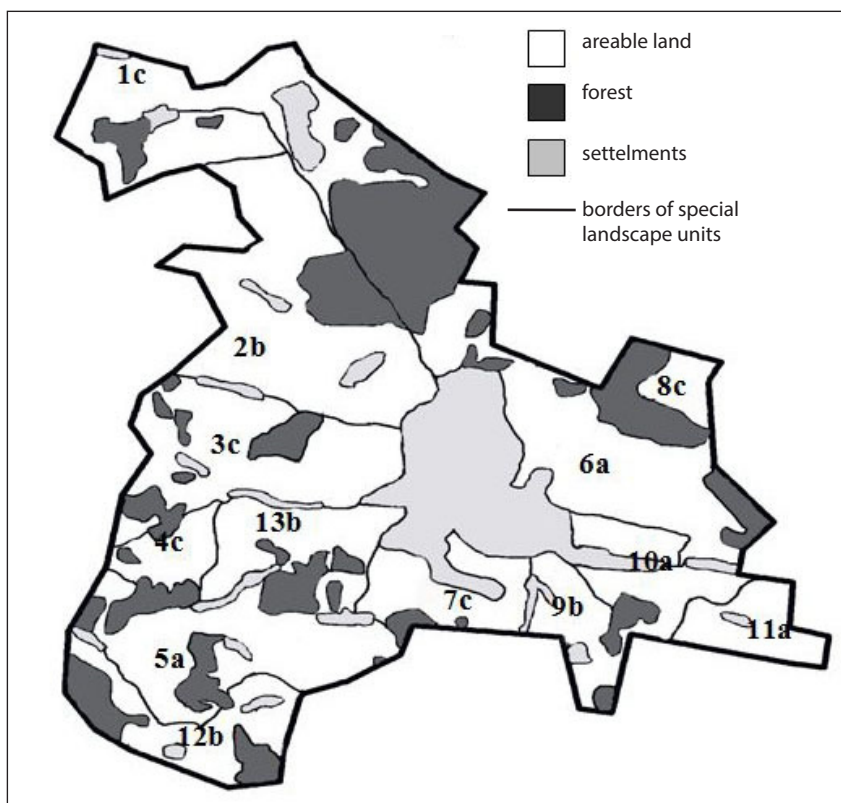 areable land
forest
settelments
borders of special
landscape units
1c
2b
8c
3c
6a
13b
4c
10a
7c
9b
11a
5a
12b